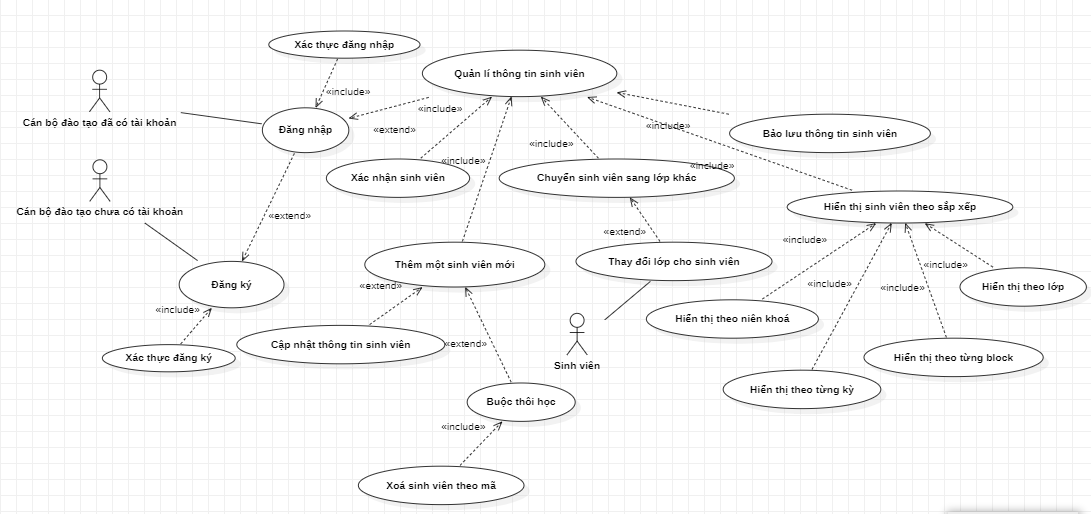 Xác thực đăng nhập
Quản lí thông tin sinh viên
«include»
«include»
Cán bộ đào tạo đã có tài khoản
Đăng nhập
«extend»
«include»
Bảo lưu thông tin sinh viên
«include»
«include»
«include»
Xác nhận sinh viên
Chuyển sinh viên sang lớp khác
Cán bộ đào tạo chưa có tài khoản
«extend»
Hiển thị sinh viên theo sắp xếp
«extend»
«include»
Thêm một sinh viên mới
Thay đổi lớp cho sinh viên
«include»
Đăng ký
«extend»
«include»
«include»
Hiển thị theo lớp
«include»
Hiển thị theo niên khoá
Cập nhật thông tin sinh viên
«extend»
Xác thực đăng ký
Sinh viên
Hiển thị theo từng block
Hiển thị theo từng kỳ
Buộc thôi học
«include»
Xoá sinh viên theo mã